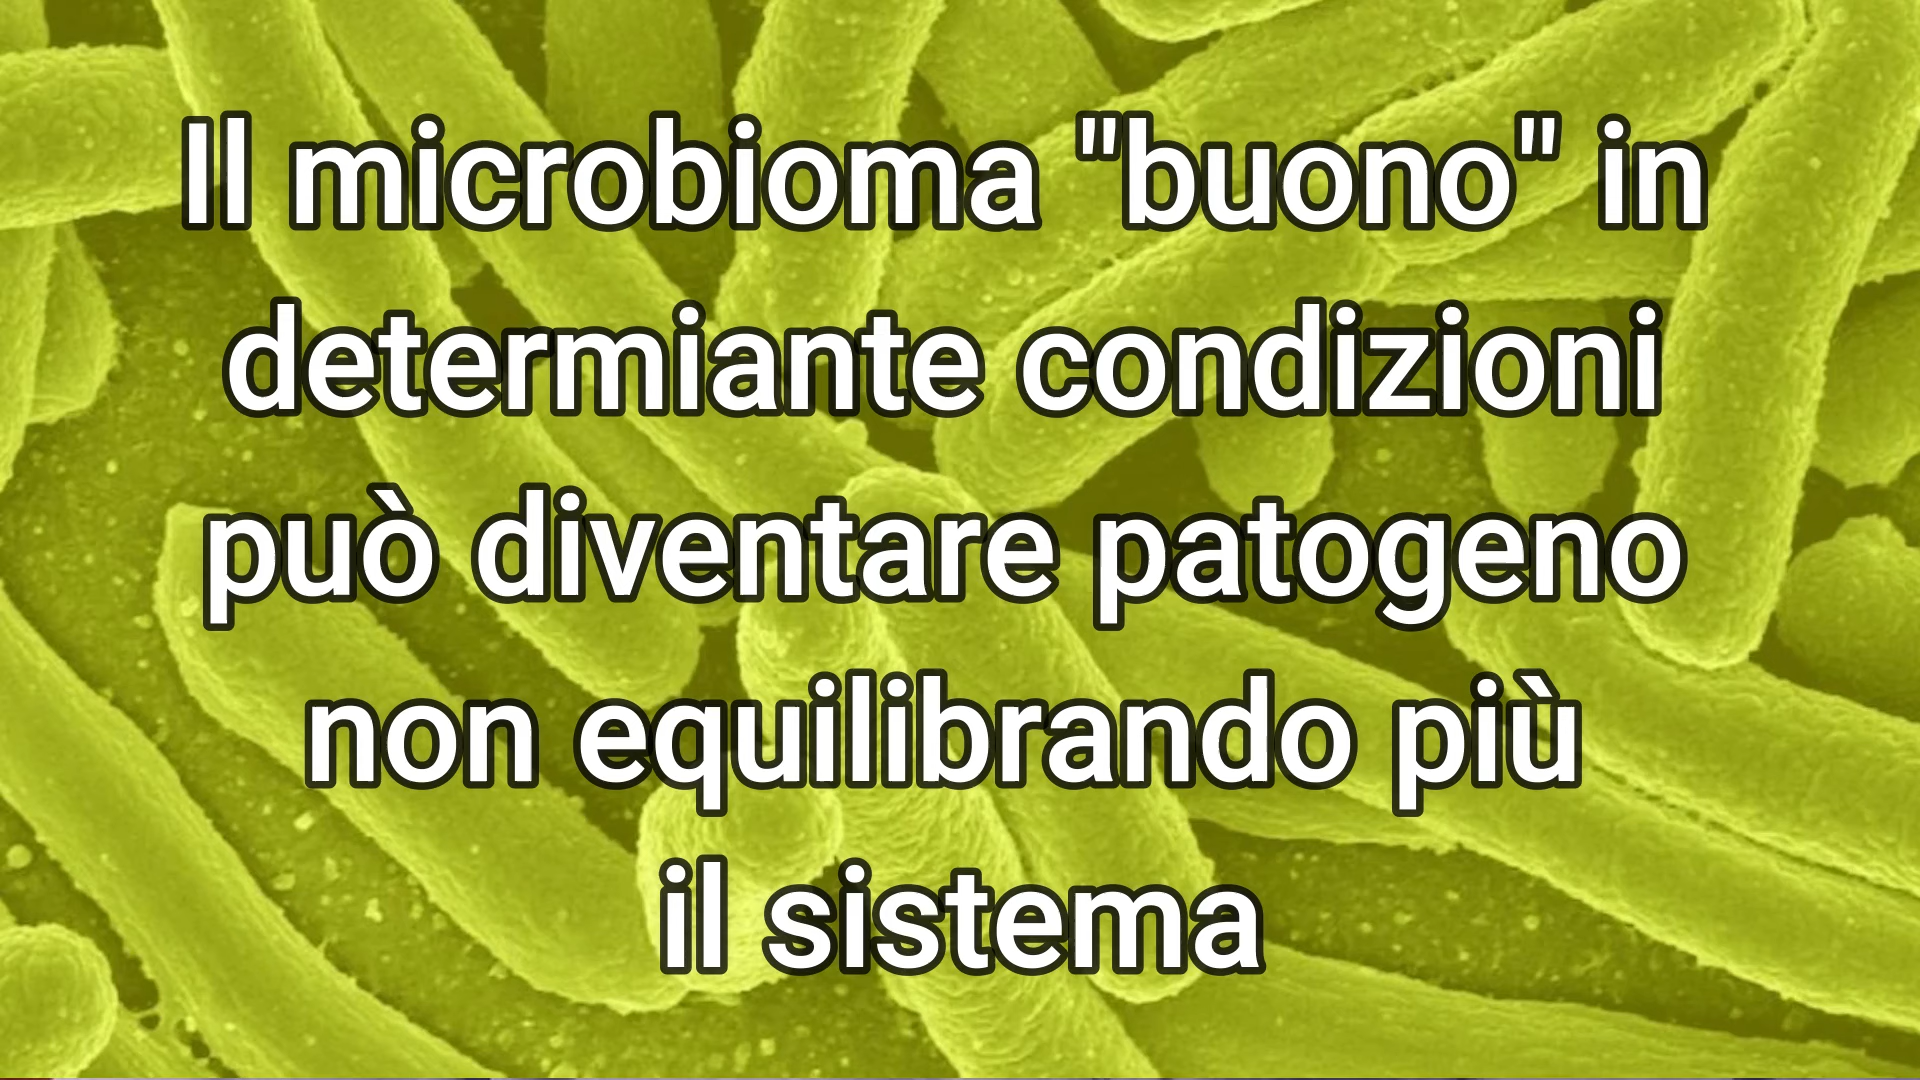 Il microbioma "buono" in
determiante condizioni
può diventare patogeno
non equilibrando più
il sistema